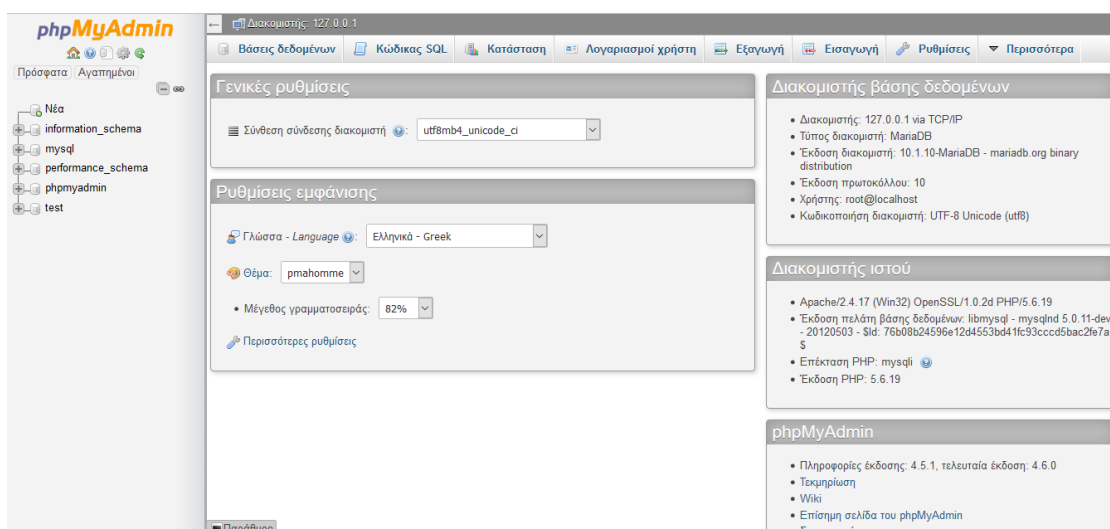 phpMyAdmin
Πρόσφατα Αγαπημένοι
Νέα
information_schema
mysql
performance_schema
phpmyadmin
test
Διακομιστής: 127.0.0.1
Βάσεις δεδομένων Κώδικας SQL Κατάσταση Λογαριασμοί χρήστη Εξαγωγή Εισαγωγή Ρυθμίσεις Περισσότερα
Γενικές ρυθμίσεις
Σύνθεση σύνδεσης διακομιστή : utf8mb4_unicode_ci
Ρυθμίσεις εμφάνισης
Γλώσσα - Language : Ελληνικά - Greek
Θέμα: pmahomme
• Μέγεθος γραμματοσειράς: 82%
Περισσότερες ρυθμίσεις
Διακομιστής βάσης δεδομένων
• Διακομιστής: 127.0.0.1 via TCP/IP
• Τύπος διακομιστή: MariaDB
• Έκδοση διακομιστή: 10.1.10-MariaDB - mariadb.org binary
distribution
• Έκδοση πρωτοκόλλου: 10
• Χρήστης: root@localhost
• Κωδικοποίηση διακομιστή: UTF-8 Unicode (utf8)
Διακομιστής ιστού
• Apache/2.4.17 (Win32) OpenSSL/1.0.2d PHP/5.6.19
• Έκδοση πελάτη βάσης δεδομένων: libmysql - mysqlnd 5.0.11-dev
- 20120503 - $Id: 76b08b24596e12d4553bd41fc93cccd5bac2fe7a
$
• Επέκταση PHP: mysqli
• Έκδοση PHP: 5.6.19
phpMyAdmin
• Πληροφορίες έκδοσης: 4.5.1, τελευταία έκδοση: 4.6.0
• Τεκμηρίωση
• Wiki
• Επίσημη σελίδα του phpMyAdmin